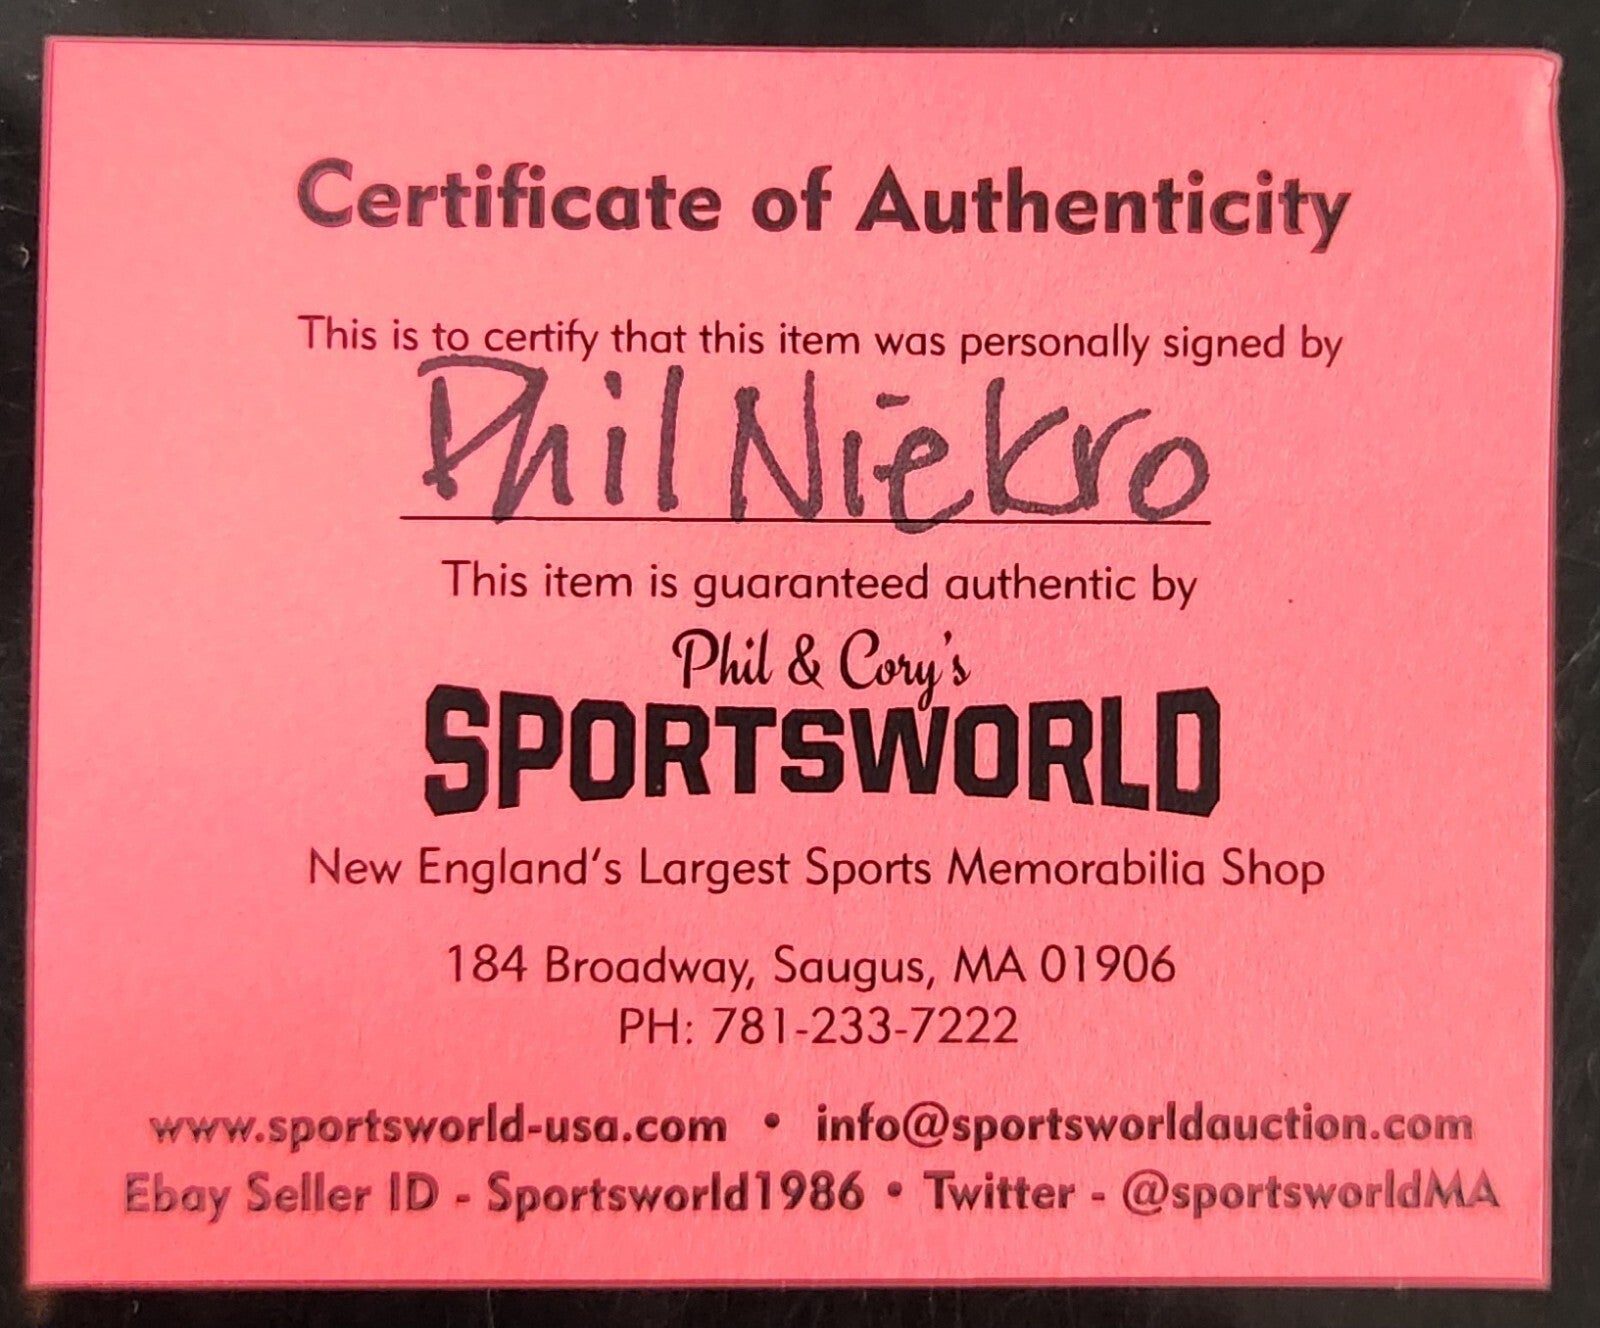 Certificate of Authenticity
This is to certify that this item was personally signed by
Phil Niekro
This item is guaranteed authentic by
Phil & Cory's
SPORTSWORLD
New England's Largest Sports Memorabilia Shop
184 Broadway, Saugus, MA 01906
PH: 781-233-7222
www.sportsworld-usa.com • info@sportsworldauction.com
Ebay Seller ID - Sportsworld1986 • Twitter - @sportsworldMA